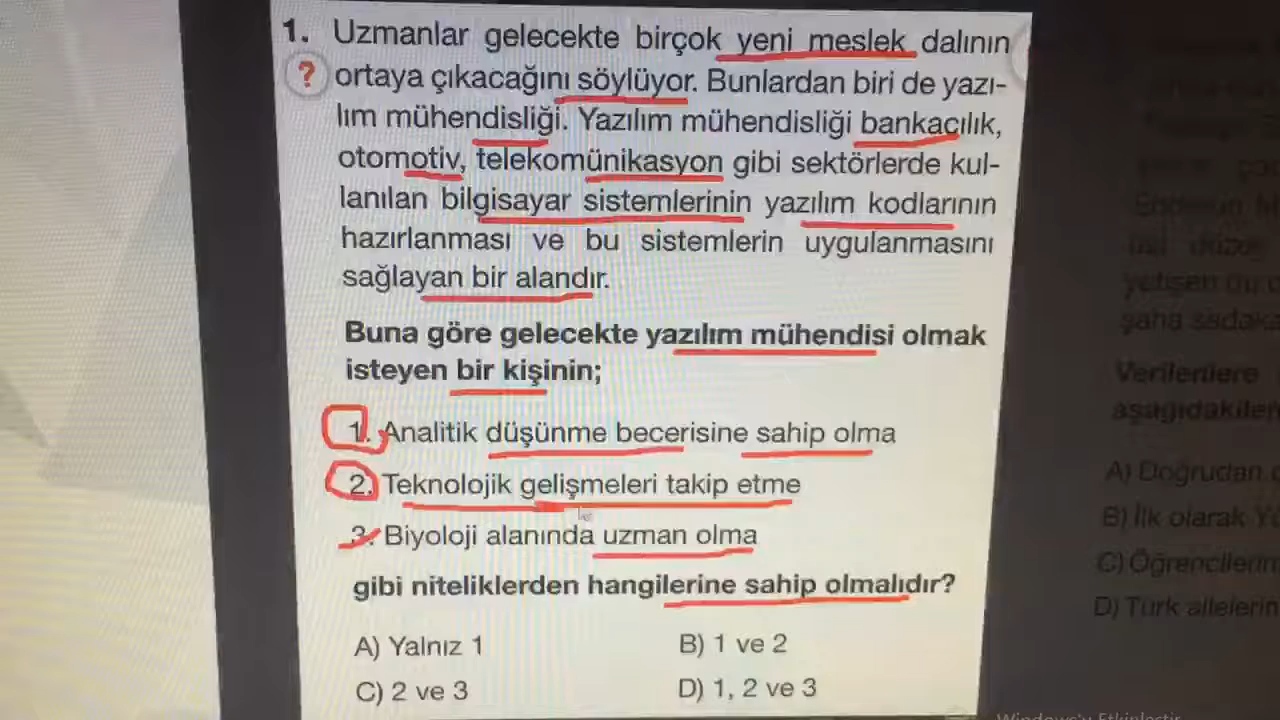 1. Uzmanlar gelecekte birçok yeni meslek dalının
? ortaya çıkacağını söylüyor. Bunlardan biri de yazı-
lım mühendisliği. Yazılım mühendisliği bankacılık,
otomotiv, telekomünikasyon gibi sektörlerde kul-
lanılan bilgisayar sistemlerinin yazılım kodlarının
hazırlanması ve bu sistemlerin uygulanmasını
sağlayan bir alandır.
Buna göre gelecekte yazılım mühendisi olmak
isteyen bir kişinin;
1. Analitik düşünme becerisine sahip olma
2. Teknolojik gelişmeleri takip etme
3. Biyoloji alanında uzman olma
gibi niteliklerden hangilerine sahip olmalıdır?
A) Yalnız 1
B) 1 ve 2
C) 2 ve 3
D) 1, 2 ve 3
Verilenlere
aşağıdakiler
A) Doğrudan
B) İlk olarak
C) Öğrencilerin
D) Türk ailelerin